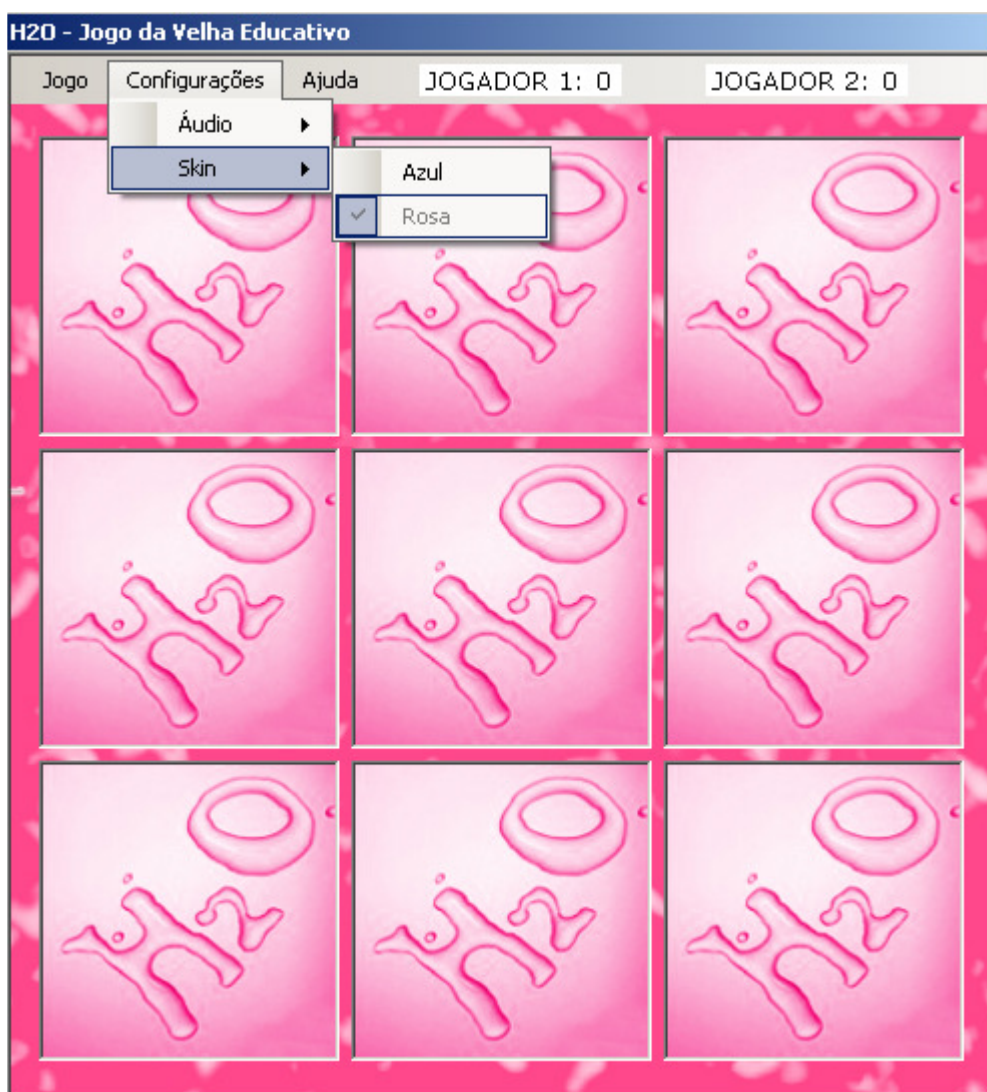 H2O - Jogo da Velha Educativo
Jogo Configurações Ajuda JOGADOR 1: 0 JOGADOR 2: 0
Áudio
Skin
Azul
Rosa